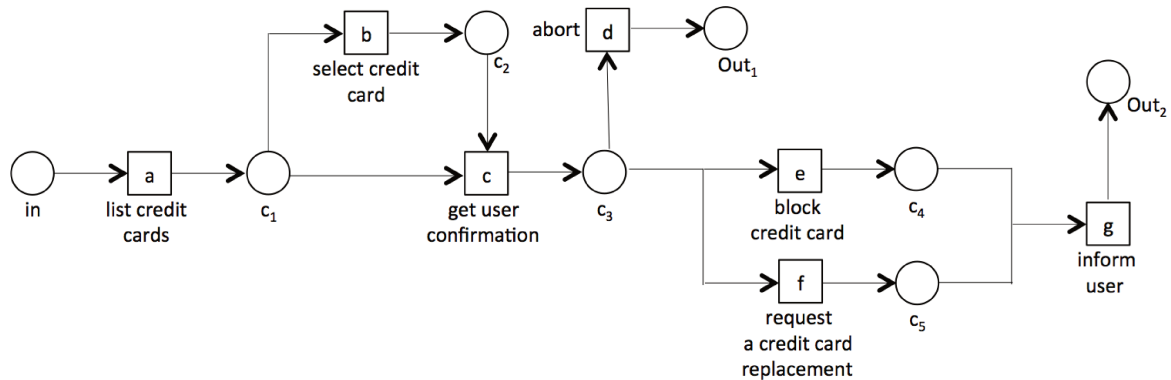 b
select credit
card
c2
abort
d
Out1
Out2
in
a
list credit
cards
c1
c
get user
confirmation
c3
e
block
credit card
c4
f
request
a credit card
replacement
c5
g
inform
user